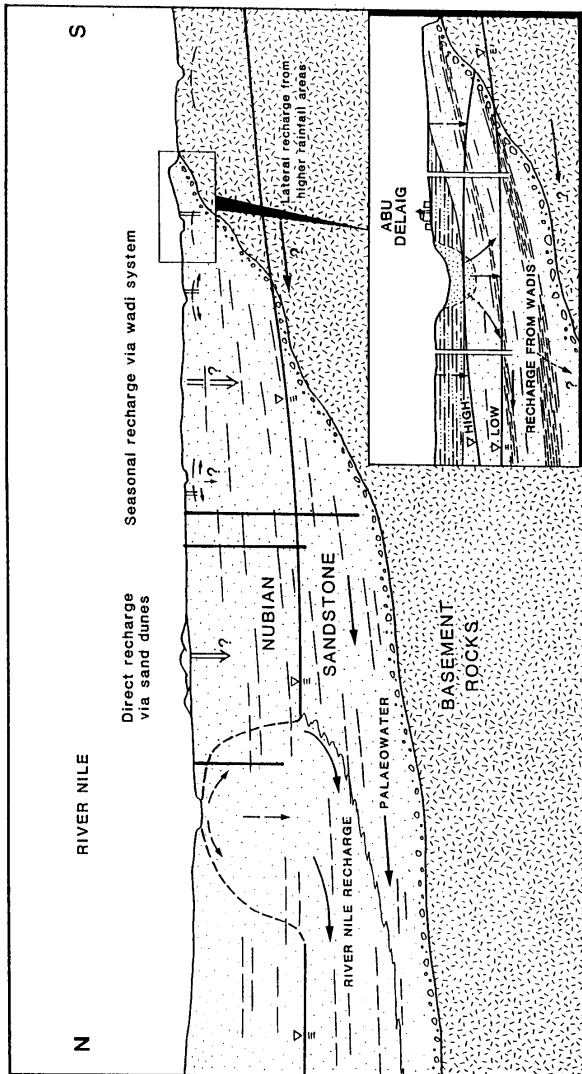 N
S
RIVER NILE
Direct recharge
via sand dunes
Seasonal recharge via wadi system
?
?
?
Lateral recharge from
higher rainfall areas
?
NUBIAN
SANDSTONE
RIVER NILE RECHARGE
PALAEOWATER
BASEMENT
ROCKS
ABU
DELAIG
HIGH
LOW
RECHARGE FROM WADIS
?
?